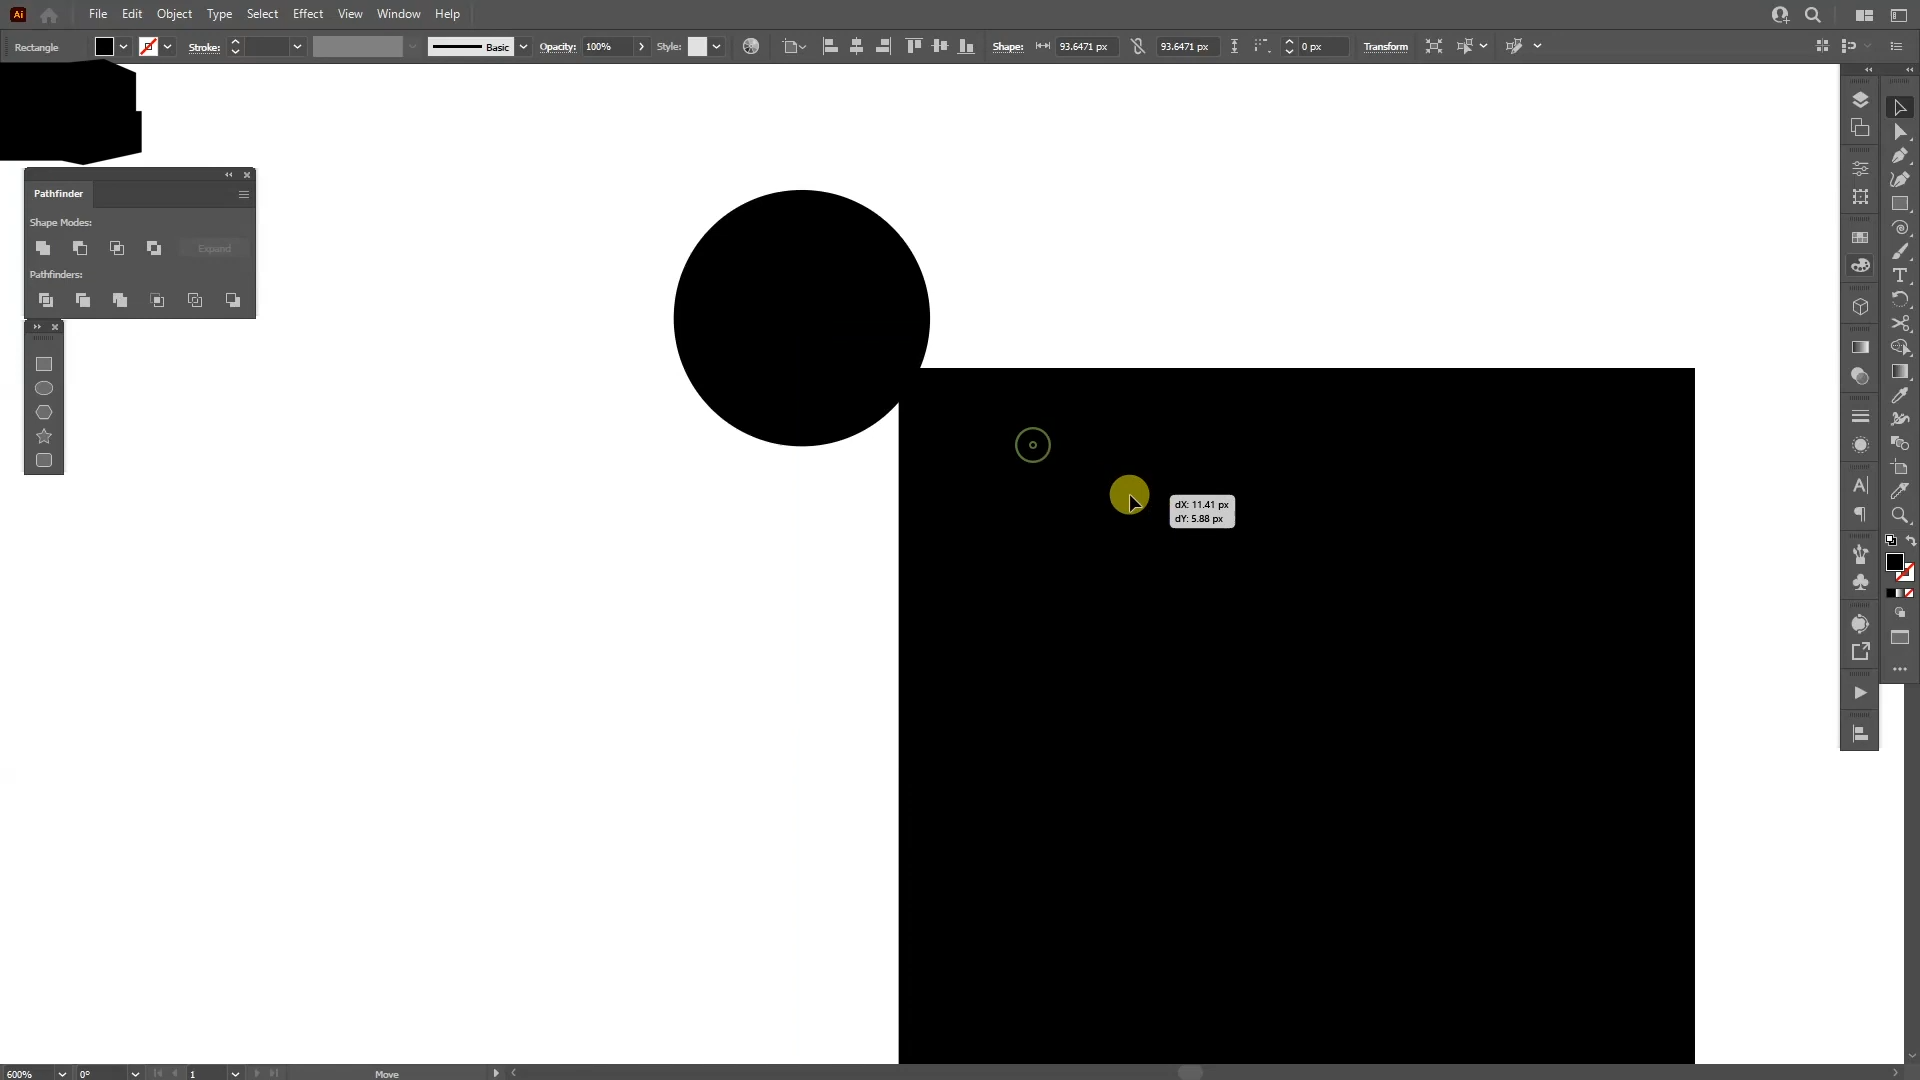 Ai File Edit Object Type Select Effect View Window Help
Rectangle Stroke: Basic Opacity: 100% Style: Shape: 93.6471 px 93.6471 px 0 px Transform
Pathfinder
Shape Modes:
Expand
Pathfinders:
dX: 11.41 px
dY: 5.88 px
600% 0° 1 Move